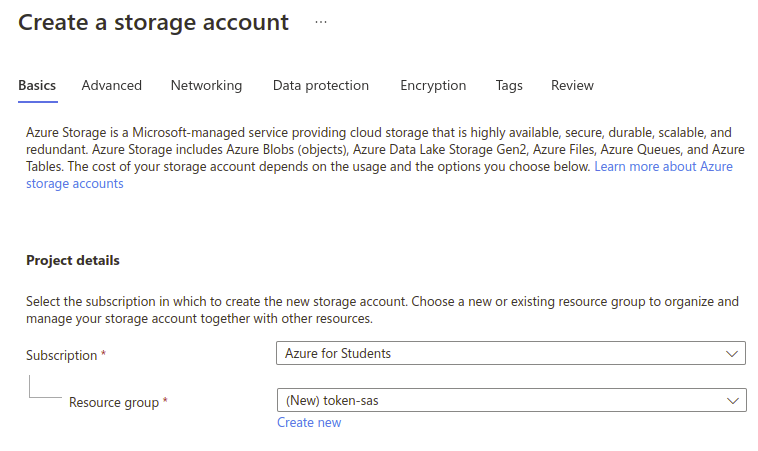 Create a storage account ...
Basics Advanced Networking Data protection Encryption Tags Review
Azure Storage is a Microsoft-managed service providing cloud storage that is highly available, secure, durable, scalable, and
redundant. Azure Storage includes Azure Blobs (objects), Azure Data Lake Storage Gen2, Azure Files, Azure Queues, and Azure
Tables. The cost of your storage account depends on the usage and the options you choose below. Learn more about Azure
storage accounts
Project details
Select the subscription in which to create the new storage account. Choose a new or existing resource group to organize and
manage your storage account together with other resources.
Subscription * Azure for Students
Resource group * (New) token-sas
Create new